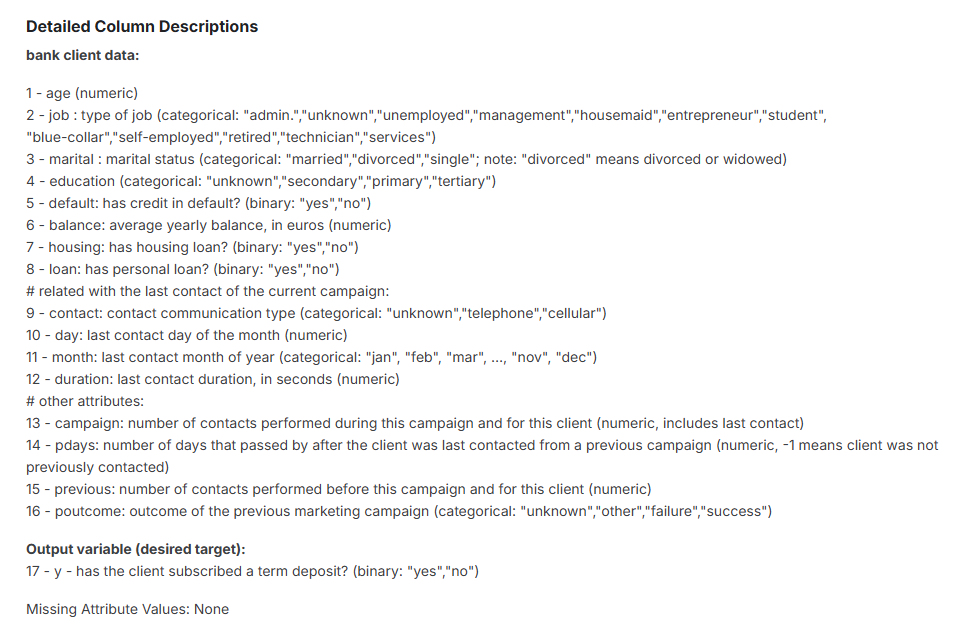 Detailed Column Descriptions
bank client data:
1 - age (numeric)
2 - job : type of job (categorical: "admin.","unknown","unemployed","management","housemaid","entrepreneur","student",
"blue-collar","self-employed","retired","technician","services")
3 - marital : marital status (categorical: "married","divorced","single"; note: "divorced" means divorced or widowed)
4 - education (categorical: "unknown","secondary","primary","tertiary")
5 - default: has credit in default? (binary: "yes","no")
6 - balance: average yearly balance, in euros (numeric)
7 - housing: has housing loan? (binary: "yes","no")
8 - loan: has personal loan? (binary: "yes","no")
# related with the last contact of the current campaign:
9 - contact: contact communication type (categorical: "unknown","telephone","cellular")
10 - day: last contact day of the month (numeric)
11 - month: last contact month of year (categorical: "jan", "feb", "mar", ..., "nov", "dec")
12 - duration: last contact duration, in seconds (numeric)
# other attributes:
13 - campaign: number of contacts performed during this campaign and for this client (numeric, includes last contact)
14 - pdays: number of days that passed by after the client was last contacted from a previous campaign (numeric, -1 means client was not
previously contacted)
15 - previous: number of contacts performed before this campaign and for this client (numeric)
16 - poutcome: outcome of the previous marketing campaign (categorical: "unknown","other","failure","success")
Output variable (desired target):
17 - y - has the client subscribed a term deposit? (binary: "yes","no")
Missing Attribute Values: None